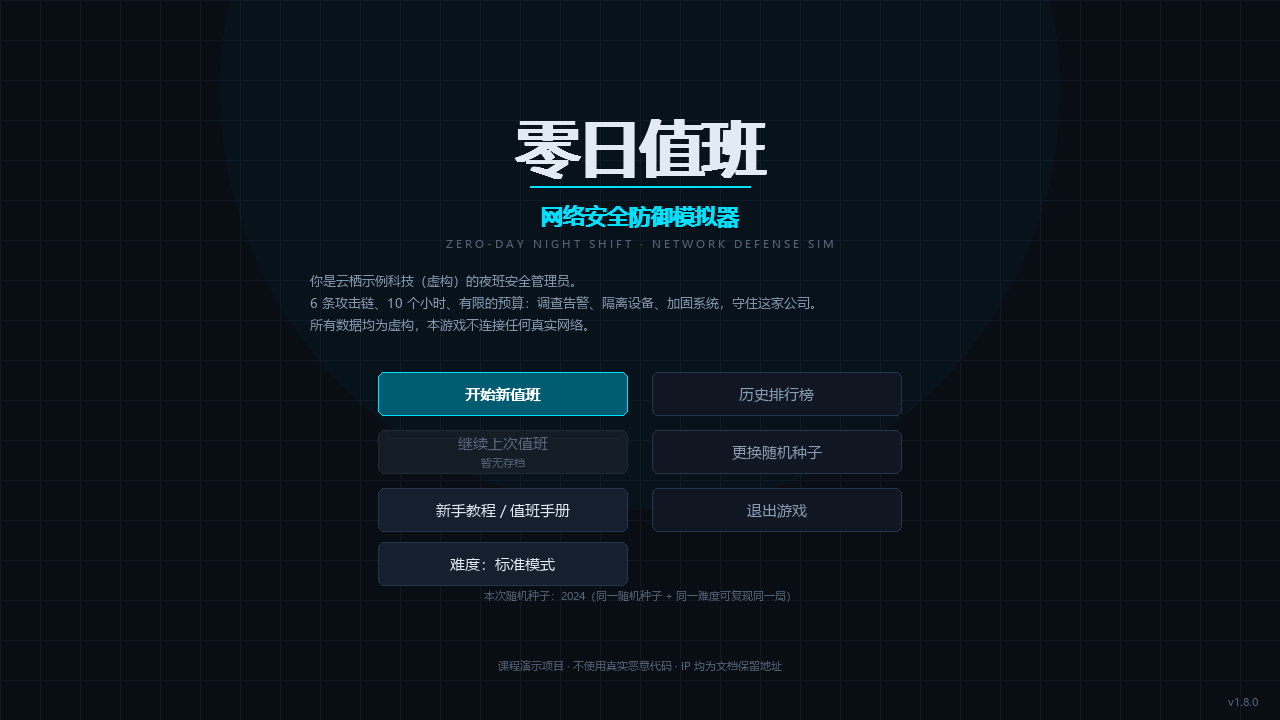 零日值班
网络安全防御模拟器
ZERO-DAY NIGHT SHIFT · NETWORK DEFENSE SIM
你是云栖示例科技（虚构）的夜班安全管理员。
6 条攻击链、10 个小时、有限的预算：调查告警、隔离设备、加固系统，守住这家公司。
所有数据均为虚构，本游戏不连接任何真实网络。
开始新值班
历史排行榜
继续上次值班
暂无存档
更换随机种子
新手教程 / 值班手册
退出游戏
难度：标准模式
本次随机种子：2024（同一随机种子 + 同一难度可复现同一局）
课程演示项目 · 不使用真实恶意代码 · IP 均为文档保留地址
v1.8.0